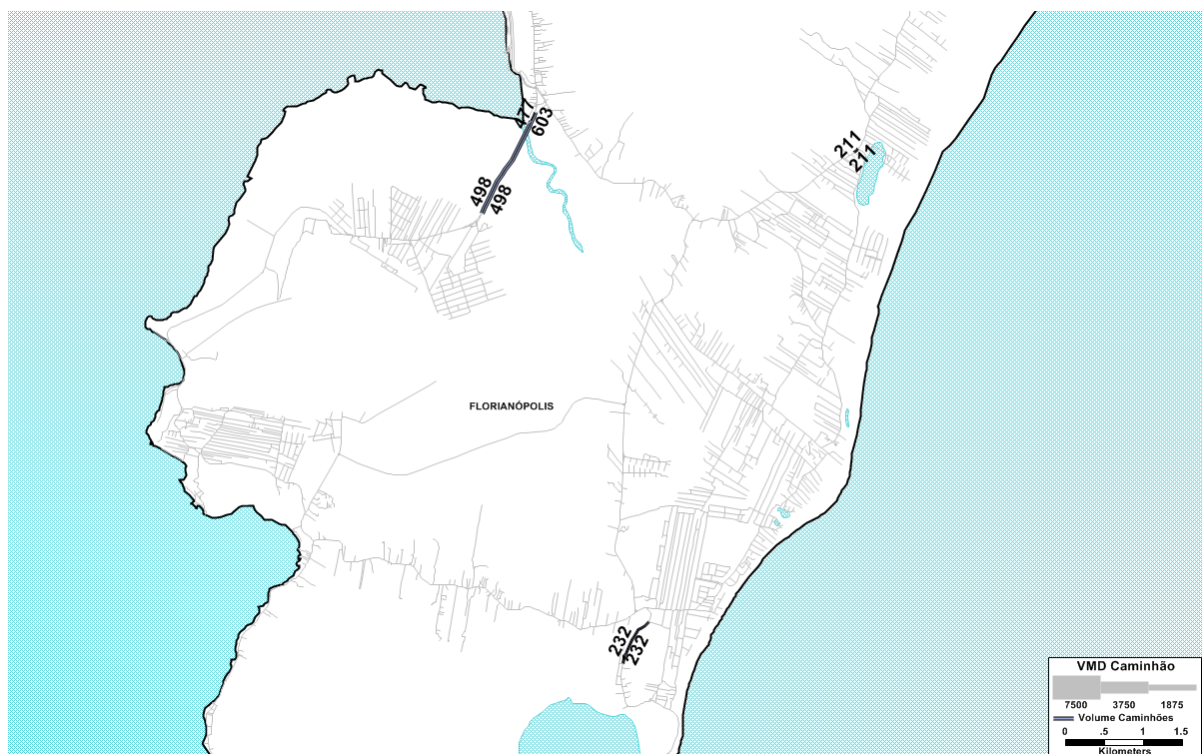 477
603
211
211
498
498
FLORIANÓPOLIS
232
232
VMD Caminhão
7500 3750 1875
Volume Caminhões
0 .5 1 1.5
Kilometers